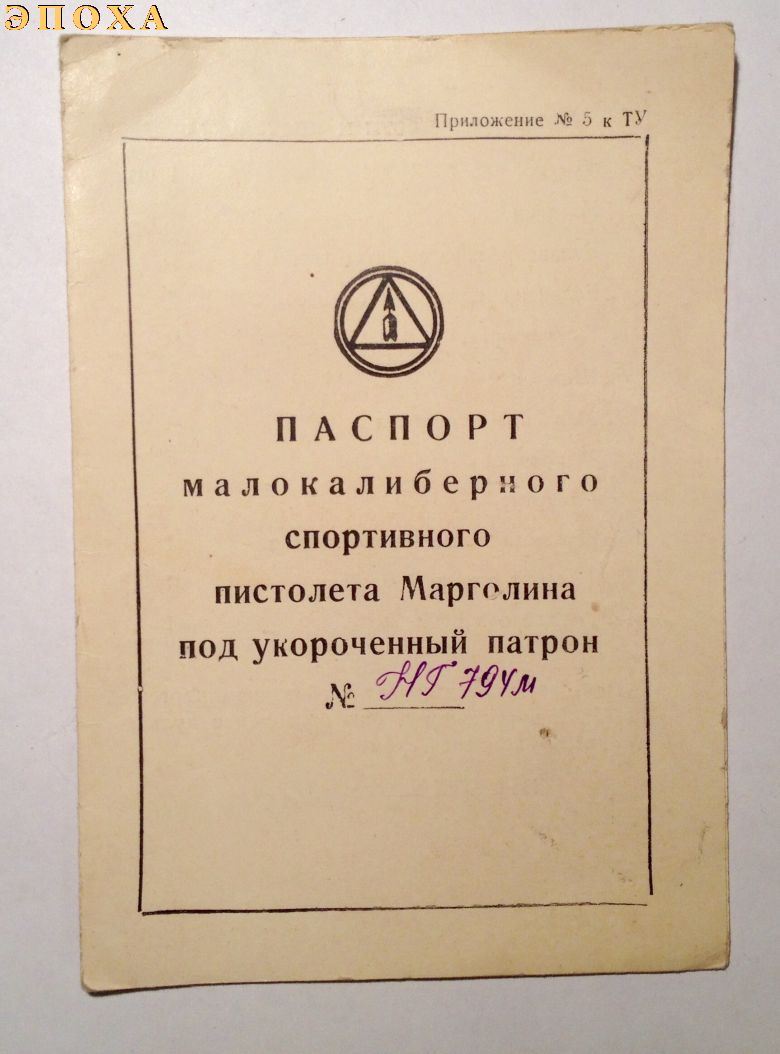 ЭПОХА
Приложение № 5 к ТУ
ПАСПОРТ
малокалиберного
спортивного
пистолета Марголина
под укороченный патрон
№ НГ 794м